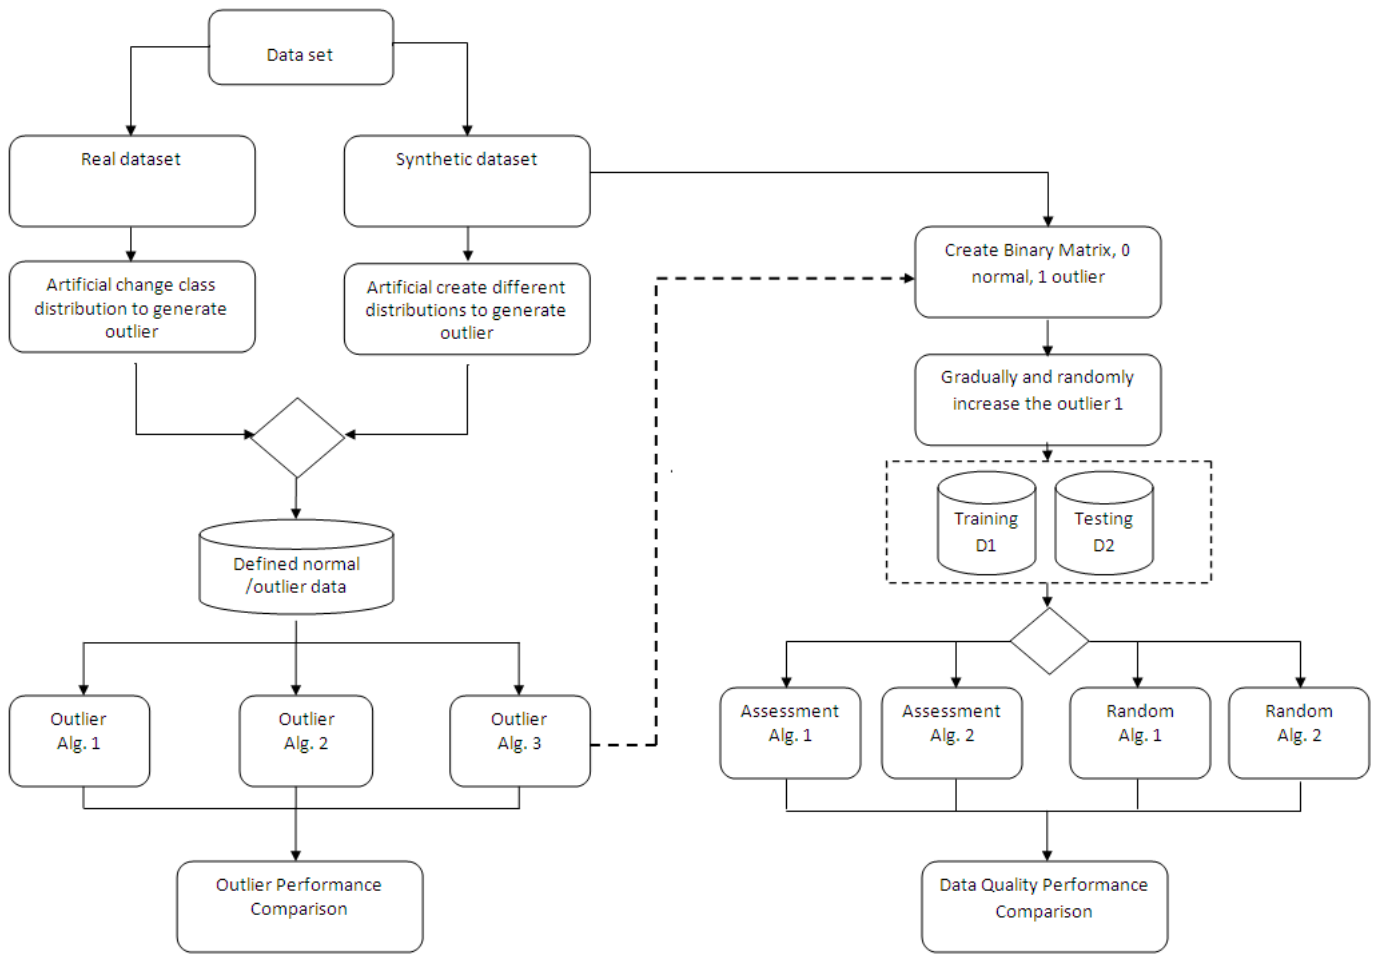 Data set
Real dataset
Synthetic dataset
Artificial change class
distribution to generate
outlier
Artificial create different
distributions to generate
outlier
Defined normal
/outlier data
Outlier
Alg. 1
Outlier
Alg. 2
Outlier
Alg. 3
Outlier Performance
Comparison
Create Binary Matrix, 0
normal, 1 outlier
Gradually and randomly
increase the outlier 1
Training
D1
Testing
D2
Assessment
Alg. 1
Assessment
Alg. 2
Random
Alg. 1
Random
Alg. 2
Data Quality Performance
Comparison